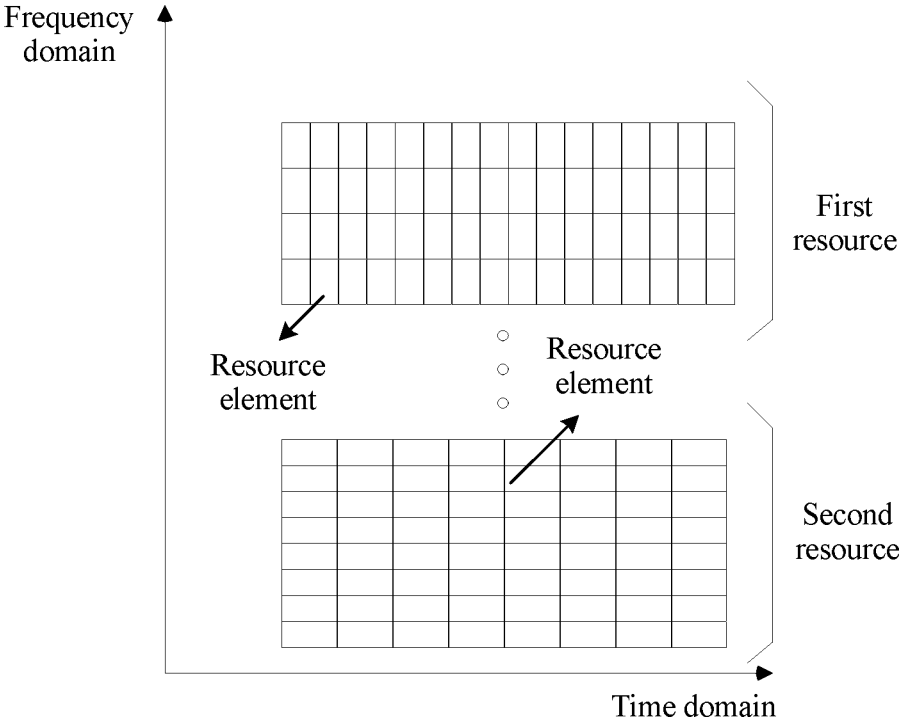 Frequency
domain
First
resource
Resource
element
Resource
element
Second
resource
Time domain